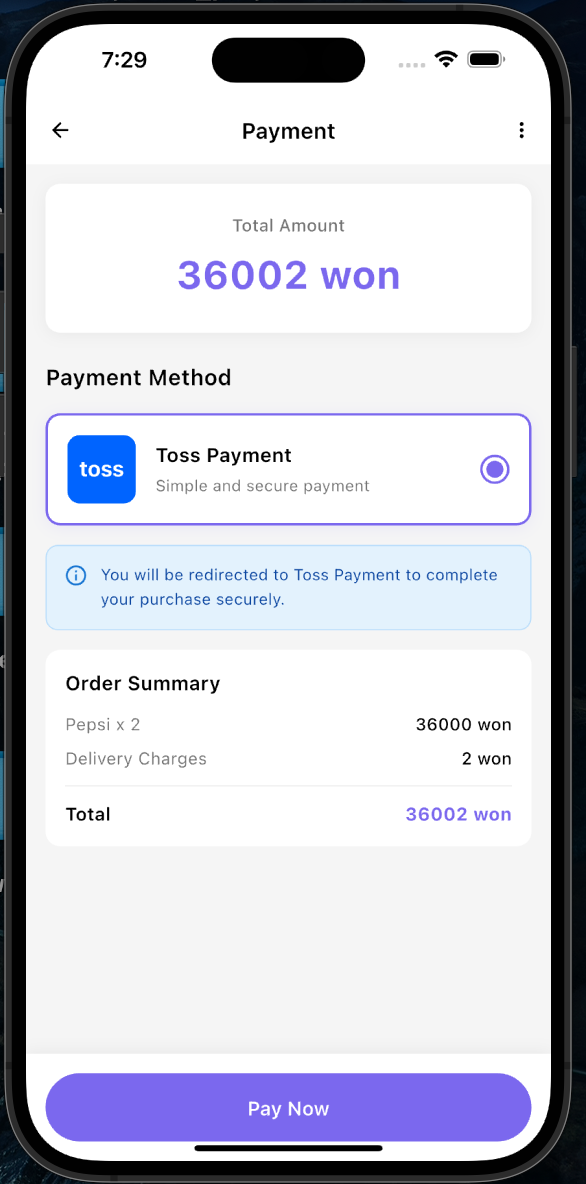 7:29
Payment
Total Amount
36002 won
Payment Method
toss
Toss Payment
Simple and secure payment
You will be redirected to Toss Payment to complete
your purchase securely.
Order Summary
Pepsi x 2 36000 won
Delivery Charges 2 won
Total 36002 won
Pay Now